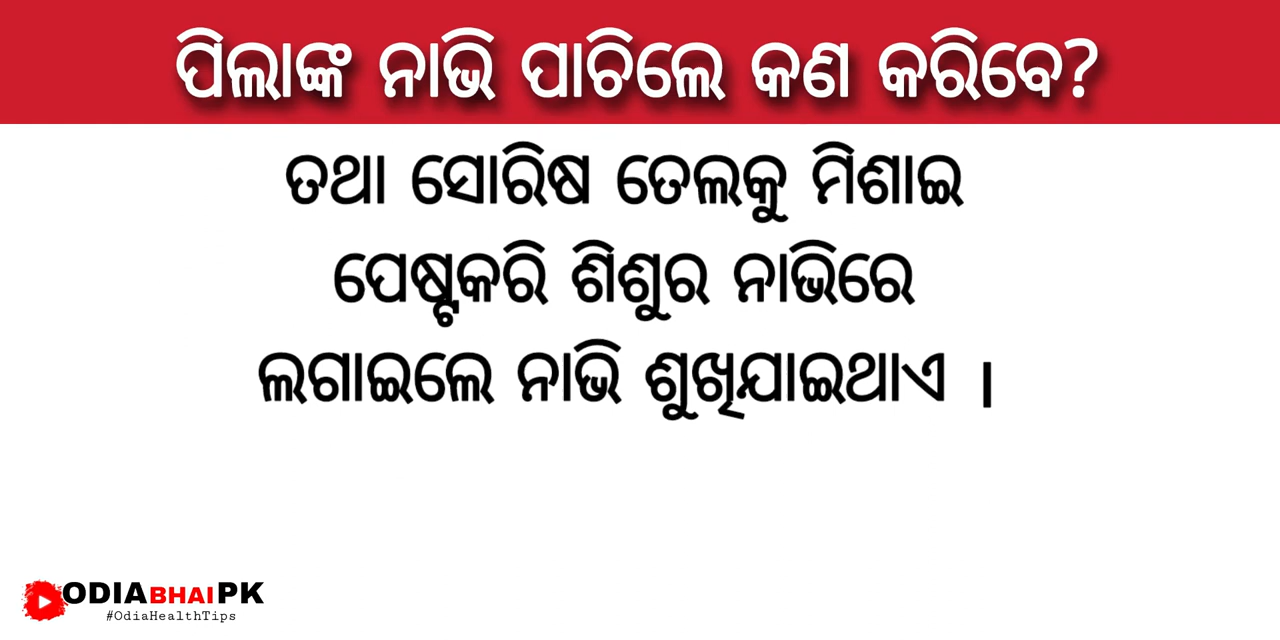 ପିଲାଙ୍କ ନାଭି ପାଚିଲେ କଣ କରିବେ?
ତଥା ସୋରିଷ ତେଲକୁ ମିଶାଇ
ପେଷ୍ଟକରି ଶିଶୁର ନାଭିରେ
ଲଗାଇଲେ ନାଭି ଶୁଖିଯାଇଥାଏ ।
ODIABHAIPK
#OdiaHealthTips